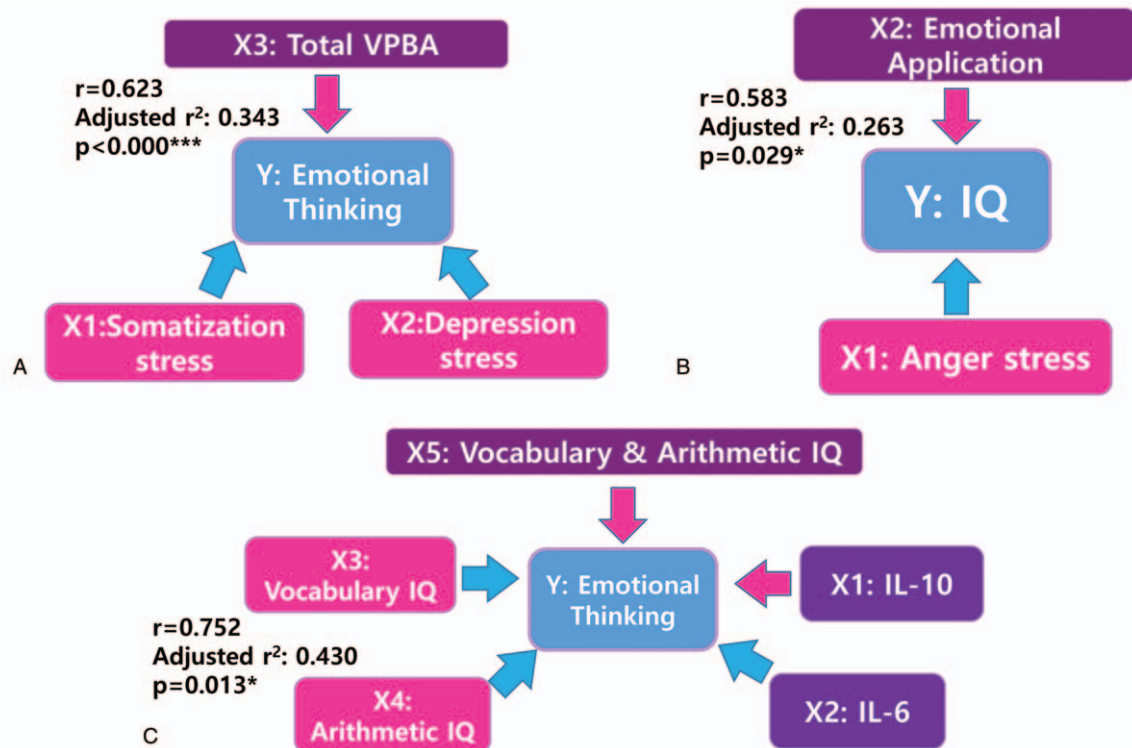 X3: Total VPBA
r=0.623
Adjusted r²: 0.343
p<0.000***
Y: Emotional
Thinking
X1:Somatization
stress
X2:Depression
stress
A
X2: Emotional
Application
r=0.583
Adjusted r²: 0.263
p=0.029*
Y: IQ
X1: Anger stress
B
X5: Vocabulary & Arithmetic IQ
X3:
Vocabulary IQ
Y: Emotional
Thinking
X1: IL-10
r=0.752
Adjusted r²: 0.430
p=0.013*
X4:
Arithmetic IQ
X2: IL-6
C